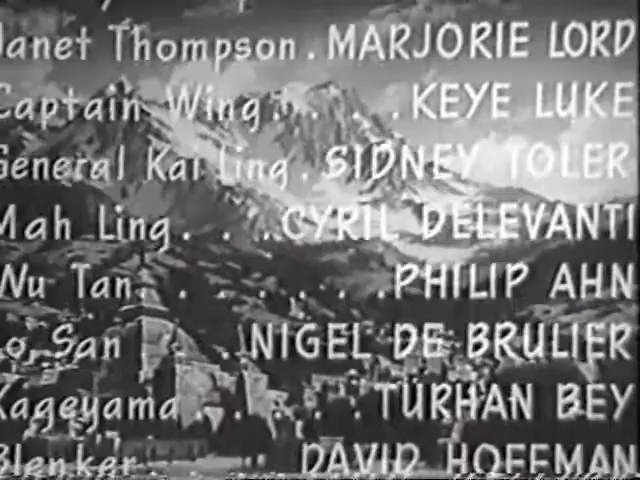 Janet Thompson . MARJORIE LORD
Captain Wing . . . . . KEYE LUKE
General Kai Ling . SIDNEY TOLER
Mah Ling . . . . CYRIL DELEVANTI
Wu Tan . . . . . . . PHILIP AHN
San . . . NIGEL DE BRULIER
Kageyama . . . . . TURHAN BEY
Blenker . . . DAVID HOFFMAN